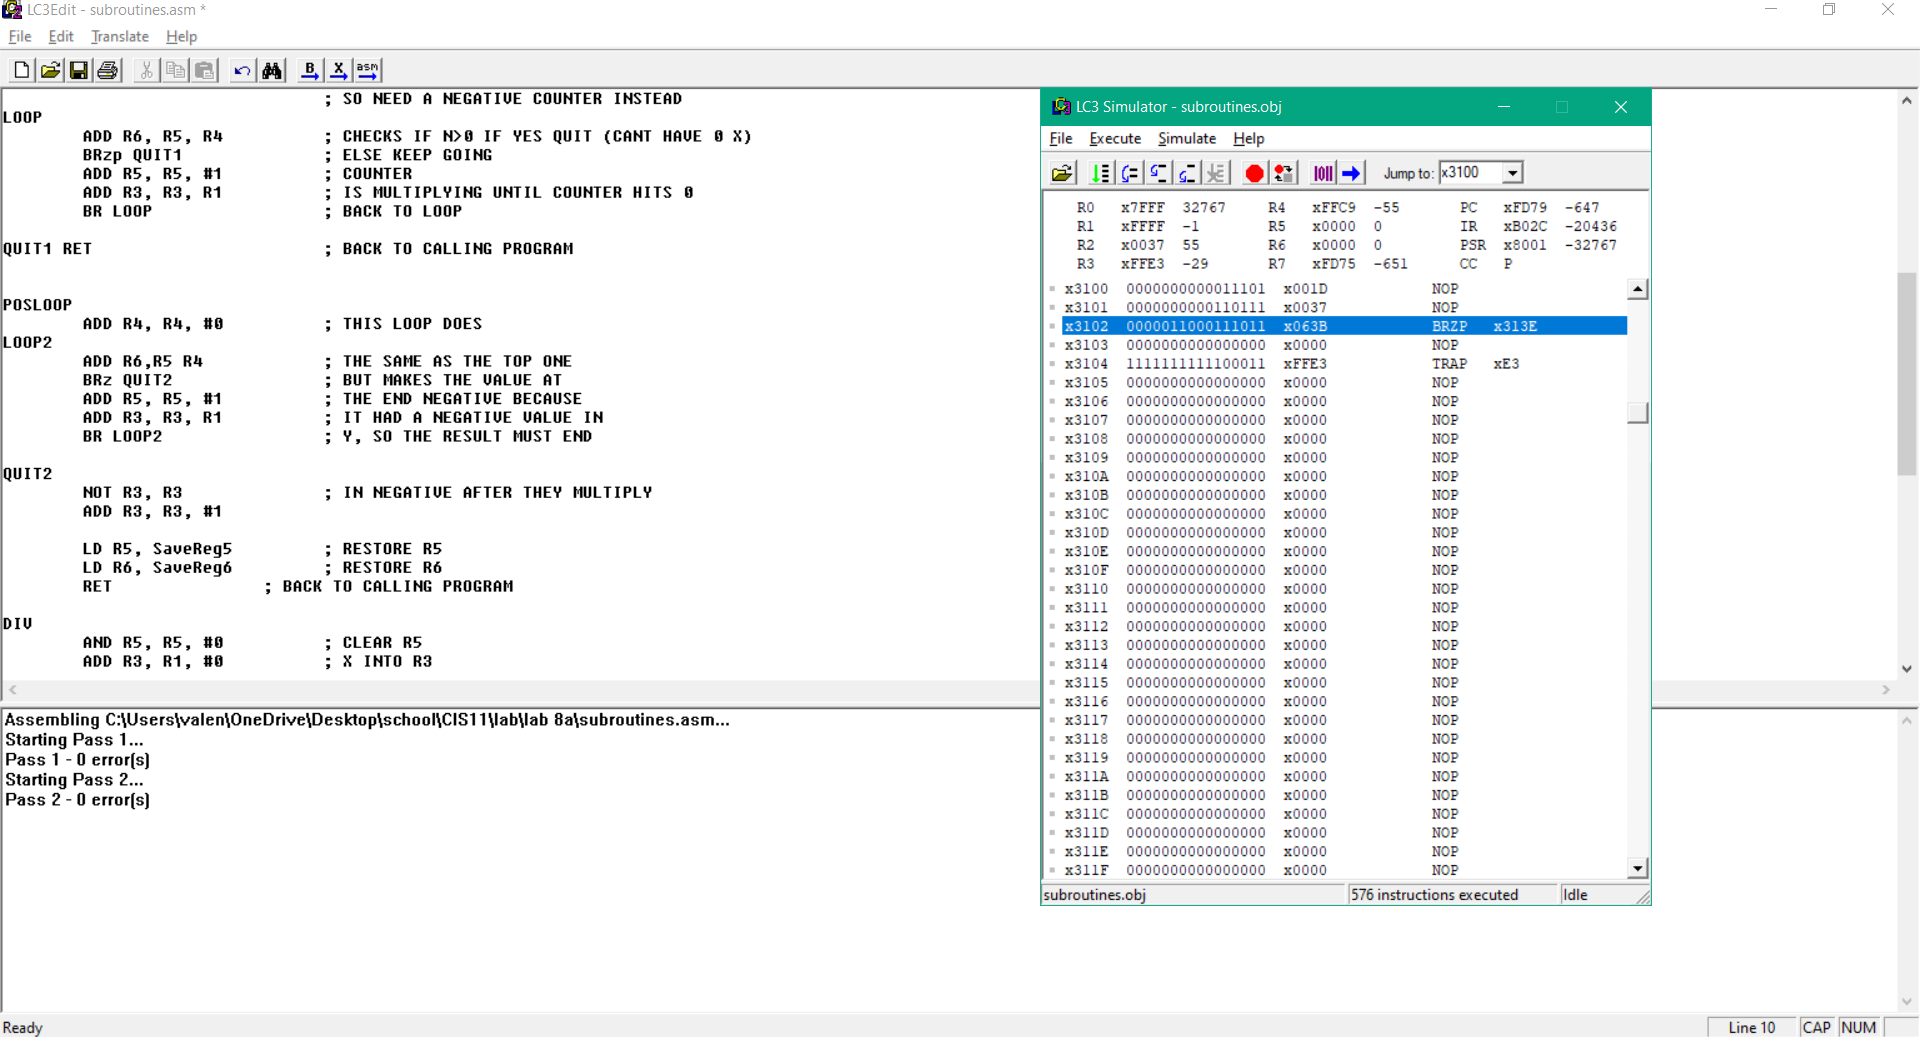 LC3Edit - subroutines.asm *
File Edit Translate Help
B X asm
; SO NEED A NEGATIVE COUNTER INSTEAD
LOOP
ADD R6, R5, R4 ; CHECKS IF N>0 IF YES QUIT (CANT HAVE 0 X)
BRzp QUIT1 ; ELSE KEEP GOING
ADD R5, R5, #1 ; COUNTER
ADD R3, R3, R1 ; IS MULTIPLYING UNTIL COUNTER HITS 0
BR LOOP ; BACK TO LOOP
QUIT1 RET ; BACK TO CALLING PROGRAM
POSLOOP
ADD R4, R4, #0 ; THIS LOOP DOES
LOOP2
ADD R6,R5 R4 ; THE SAME AS THE TOP ONE
BRz QUIT2 ; BUT MAKES THE VALUE AT
ADD R5, R5, #1 ; THE END NEGATIVE BECAUSE
ADD R3, R3, R1 ; IT HAD A NEGATIVE VALUE IN
BR LOOP2 ; Y, SO THE RESULT MUST END
QUIT2
NOT R3, R3 ; IN NEGATIVE AFTER THEY MULTIPLY
ADD R3, R3, #1
LD R5, SaveReg5 ; RESTORE R5
LD R6, SaveReg6 ; RESTORE R6
RET ; BACK TO CALLING PROGRAM
DIV
AND R5, R5, #0 ; CLEAR R5
ADD R3, R1, #0 ; X INTO R3
Assembling C:\Users\valen\OneDrive\Desktop\school\CIS11\lab\lab 8a\subroutines.asm...
Starting Pass 1...
Pass 1 - 0 error(s)
Starting Pass 2...
Pass 2 - 0 error(s)
Ready
Line 10 CAP NUM
LC3 Simulator - subroutines.obj
File Execute Simulate Help
Jump to: x3100
R0 x7FFF 32767 R4 xFFC9 -55 PC xFD79 -647
R1 xFFFF -1 R5 x0000 0 IR xB02C -20436
R2 x0037 55 R6 x0000 0 PSR x8001 -32767
R3 xFFE3 -29 R7 xFD75 -651 CC P
x3100 0000000000011101 x001D NOP
x3101 0000000000110111 x0037 NOP
x3102 0000011000111011 x063B BRZP x313E
x3103 0000000000000000 x0000 NOP
x3104 1111111111100011 xFFE3 TRAP xE3
x3105 0000000000000000 x0000 NOP
x3106 0000000000000000 x0000 NOP
x3107 0000000000000000 x0000 NOP
x3108 0000000000000000 x0000 NOP
x3109 0000000000000000 x0000 NOP
x310A 0000000000000000 x0000 NOP
x310B 0000000000000000 x0000 NOP
x310C 0000000000000000 x0000 NOP
x310D 0000000000000000 x0000 NOP
x310E 0000000000000000 x0000 NOP
x310F 0000000000000000 x0000 NOP
x3110 0000000000000000 x0000 NOP
x3111 0000000000000000 x0000 NOP
x3112 0000000000000000 x0000 NOP
x3113 0000000000000000 x0000 NOP
x3114 0000000000000000 x0000 NOP
x3115 0000000000000000 x0000 NOP
x3116 0000000000000000 x0000 NOP
x3117 0000000000000000 x0000 NOP
x3118 0000000000000000 x0000 NOP
x3119 0000000000000000 x0000 NOP
x311A 0000000000000000 x0000 NOP
x311B 0000000000000000 x0000 NOP
x311C 0000000000000000 x0000 NOP
x311D 0000000000000000 x0000 NOP
x311E 0000000000000000 x0000 NOP
x311F 0000000000000000 x0000 NOP
subroutines.obj 576 instructions executed Idle